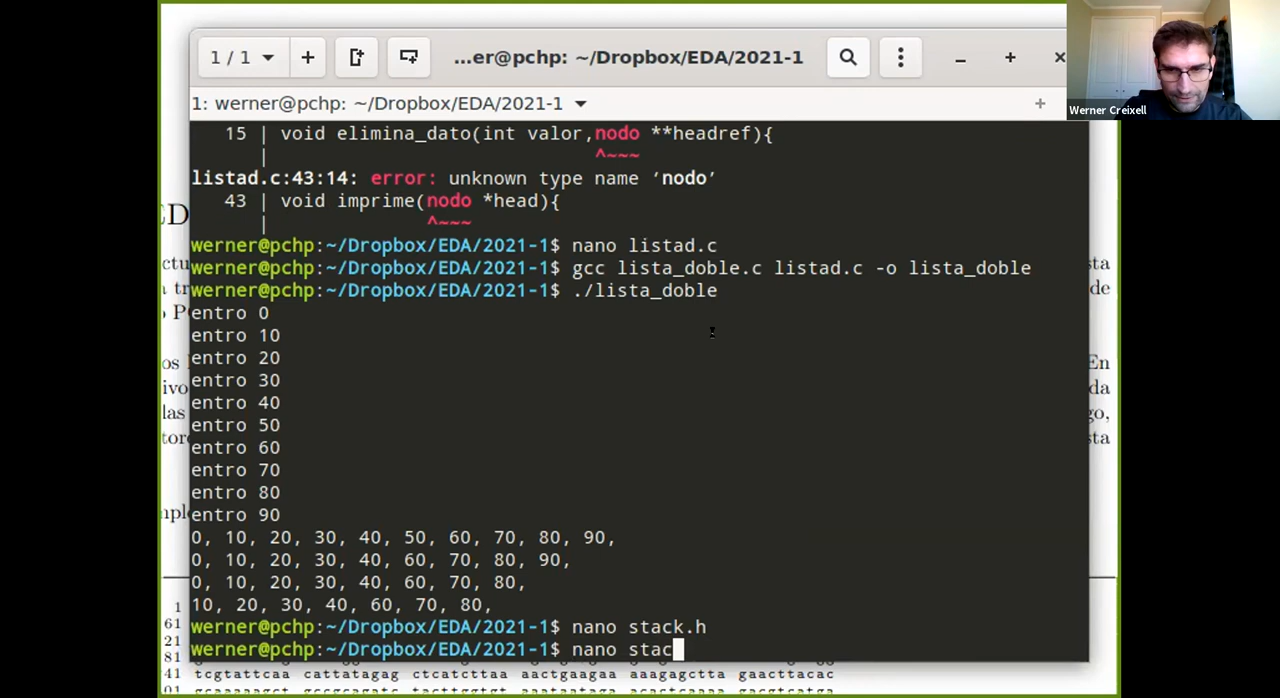 1 / 1
...er@pchp: ~/Dropbox/EDA/2021-1
1: werner@pchp: ~/Dropbox/EDA/2021-1
Werner Creixell
15 | void elimina_dato(int valor,nodo **headref){
| ^~~~
listad.c:43:14: error: unknown type name ‘nodo’
43 | void imprime(nodo *head){
| ^~~~
werner@pchp:~/Dropbox/EDA/2021-1$ nano listad.c
werner@pchp:~/Dropbox/EDA/2021-1$ gcc lista_doble.c listad.c -o lista_doble
werner@pchp:~/Dropbox/EDA/2021-1$ ./lista_doble
entro 0
entro 10
entro 20
entro 30
entro 40
entro 50
entro 60
entro 70
entro 80
entro 90
0, 10, 20, 30, 40, 50, 60, 70, 80, 90,
0, 10, 20, 30, 40, 60, 70, 80, 90,
0, 10, 20, 30, 40, 60, 70, 80,
10, 20, 30, 40, 60, 70, 80,
werner@pchp:~/Dropbox/EDA/2021-1$ nano stack.h
werner@pchp:~/Dropbox/EDA/2021-1$ nano stac
tcgtattcaa cattatagag ctcatcttaa aactgaagaa aaagagctta gaacttacac